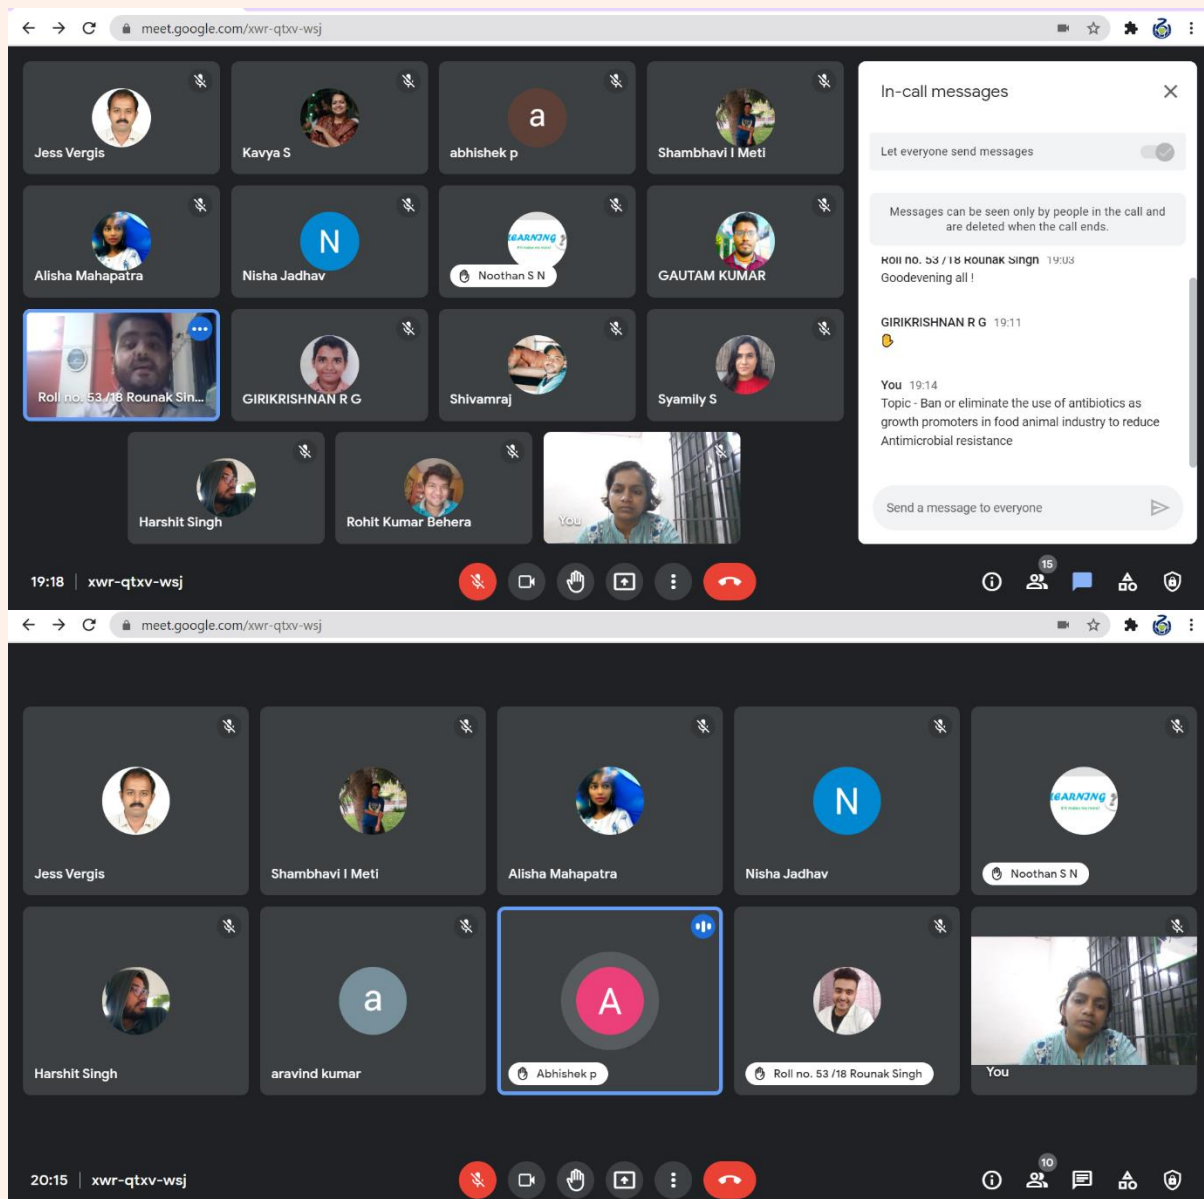 meet.google.com/xwr-qtxv-wsj
Jess Vergis
Kavya S
a
abhishek p
Shambhavi I Meti
Alisha Mahapatra
N
Nisha Jadhav
LEARNING ?
Noothan S N
GAUTAM KUMAR
Roll no. 53 /18 Rounak Sin...
GIRIKRISHNAN R G
Shivamraj
Syamily S
Harshit Singh
Rohit Kumar Behera
You
In-call messages
Let everyone send messages
Messages can be seen only by people in the call and
are deleted when the call ends.
Roll no. 53 /18 Rounak Singh 19:03
Goodevening all !
GIRIKRISHNAN R G 19:11
You 19:14
Topic - Ban or eliminate the use of antibiotics as
growth promoters in food animal industry to reduce
Antimicrobial resistance
Send a message to everyone
19:18 | xwr-qtxv-wsj
15
meet.google.com/xwr-qtxv-wsj
Jess Vergis
Shambhavi I Meti
Alisha Mahapatra
N
Nisha Jadhav
LEARNING ?
Noothan S N
Harshit Singh
a
aravind kumar
A
Abhishek p
Roll no. 53 /18 Rounak Singh
You
20:15 | xwr-qtxv-wsj
10